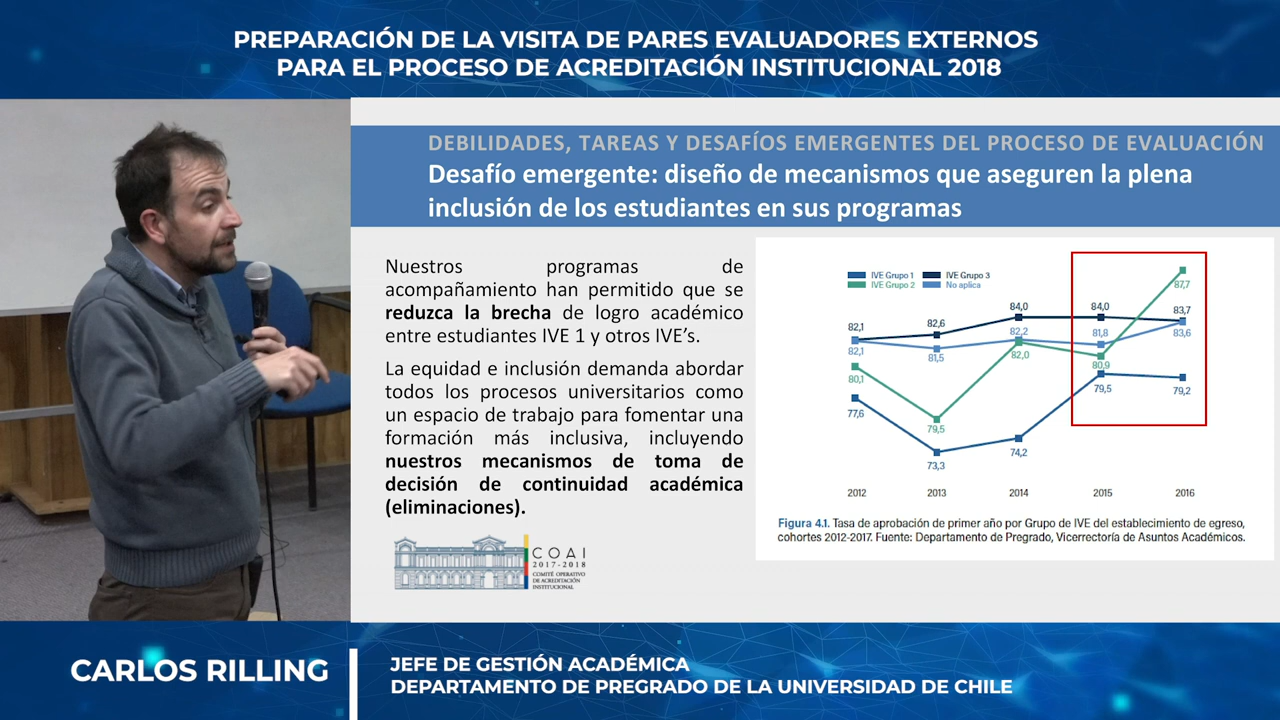 PREPARACIÓN DE LA VISITA DE PARES EVALUADORES EXTERNOS
PARA EL PROCESO DE ACREDITACIÓN INSTITUCIONAL 2018
DEBILIDADES, TAREAS Y DESAFÍOS EMERGENTES DEL PROCESO DE EVALUACIÓN
Desafío emergente: diseño de mecanismos que aseguren la plena
inclusión de los estudiantes en sus programas
Nuestros programas de
acompañamiento han permitido que se
reduzca la brecha de logro académico
entre estudiantes IVE 1 y otros IVE's.
La equidad e inclusión demanda abordar
todos los procesos universitarios como
un espacio de trabajo para fomentar una
formación más inclusiva, incluyendo
nuestros mecanismos de toma de
decisión de continuidad académica
(eliminaciones).
COAI
2017-2018
COMITÉ OPERATIVO
DE ACREDITACIÓN
INSTITUCIONAL
IVE Grupo 1 IVE Grupo 3
IVE Grupo 2 No aplica
87,7
84,0 84,0 83,7
82,1 82,6 82,2 81,8 83,6
82,1 81,5 82,0 80,9
80,1 79,5 79,5 79,2
77,6 73,3 74,2
2012 2013 2014 2015 2016
Figura 4.1. Tasa de aprobación de primer año por Grupo de IVE del establecimiento de egreso,
cohortes 2012-2017. Fuente: Departamento de Pregrado, Vicerrectoría de Asuntos Académicos.
CARLOS RILLING
JEFE DE GESTIÓN ACADÉMICA
DEPARTAMENTO DE PREGRADO DE LA UNIVERSIDAD DE CHILE